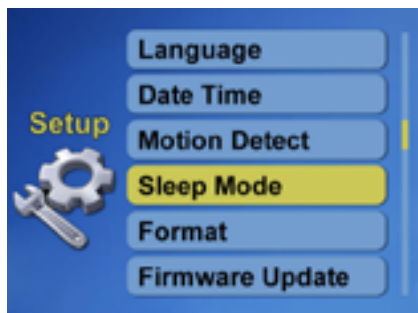 Language
Date Time
Setup
Motion Detect
Sleep Mode
Format
Firmware Update